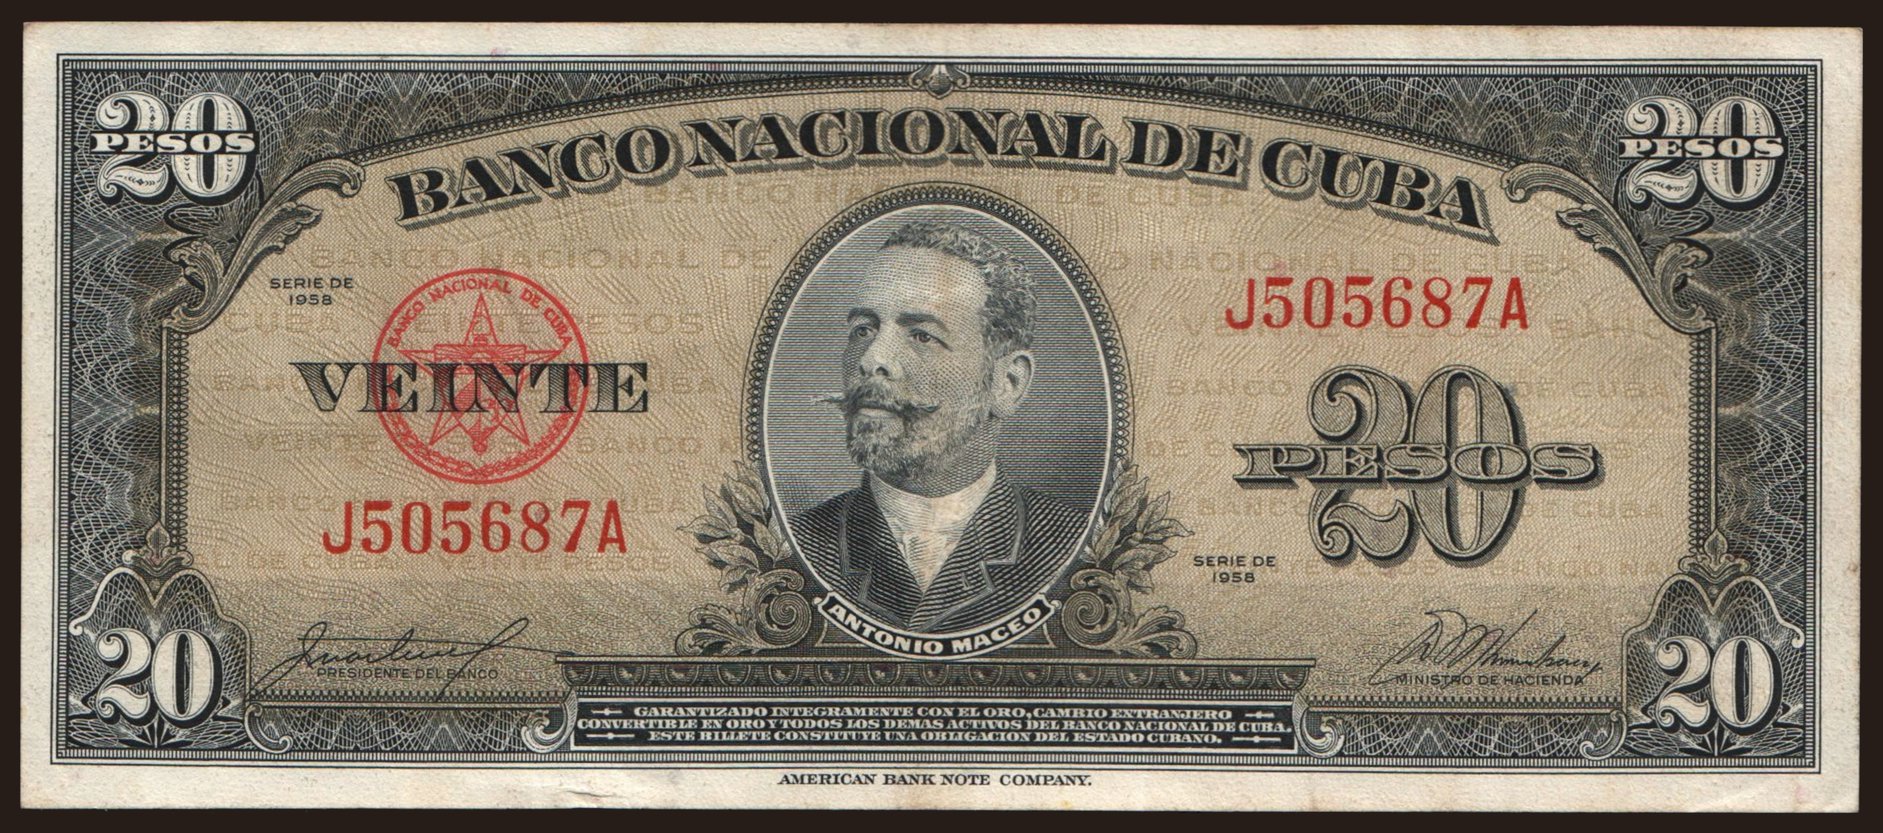 20 PESOS
BANCO NACIONAL DE CUBA
20 PESOS
SERIE DE
1958
BANCO NACIONAL DE CUBA
VEINTE
J505687A
J505687A
20 PESOS
SERIE DE
1958
ANTONIO MACEO
PRESIDENTE DEL BANCO
MINISTRO DE HACIENDA
20
20
GARANTIZADO INTEGRAMENTE CON EL ORO, CAMBIO EXTRANJERO
CONVERTIBLE EN ORO Y TODOS LOS DEMAS ACTIVOS DEL BANCO NACIONAL DE CUBA.
ESTE BILLETE CONSTITUYE UNA OBLIGACION DEL ESTADO CUBANO.
AMERICAN BANK NOTE COMPANY.